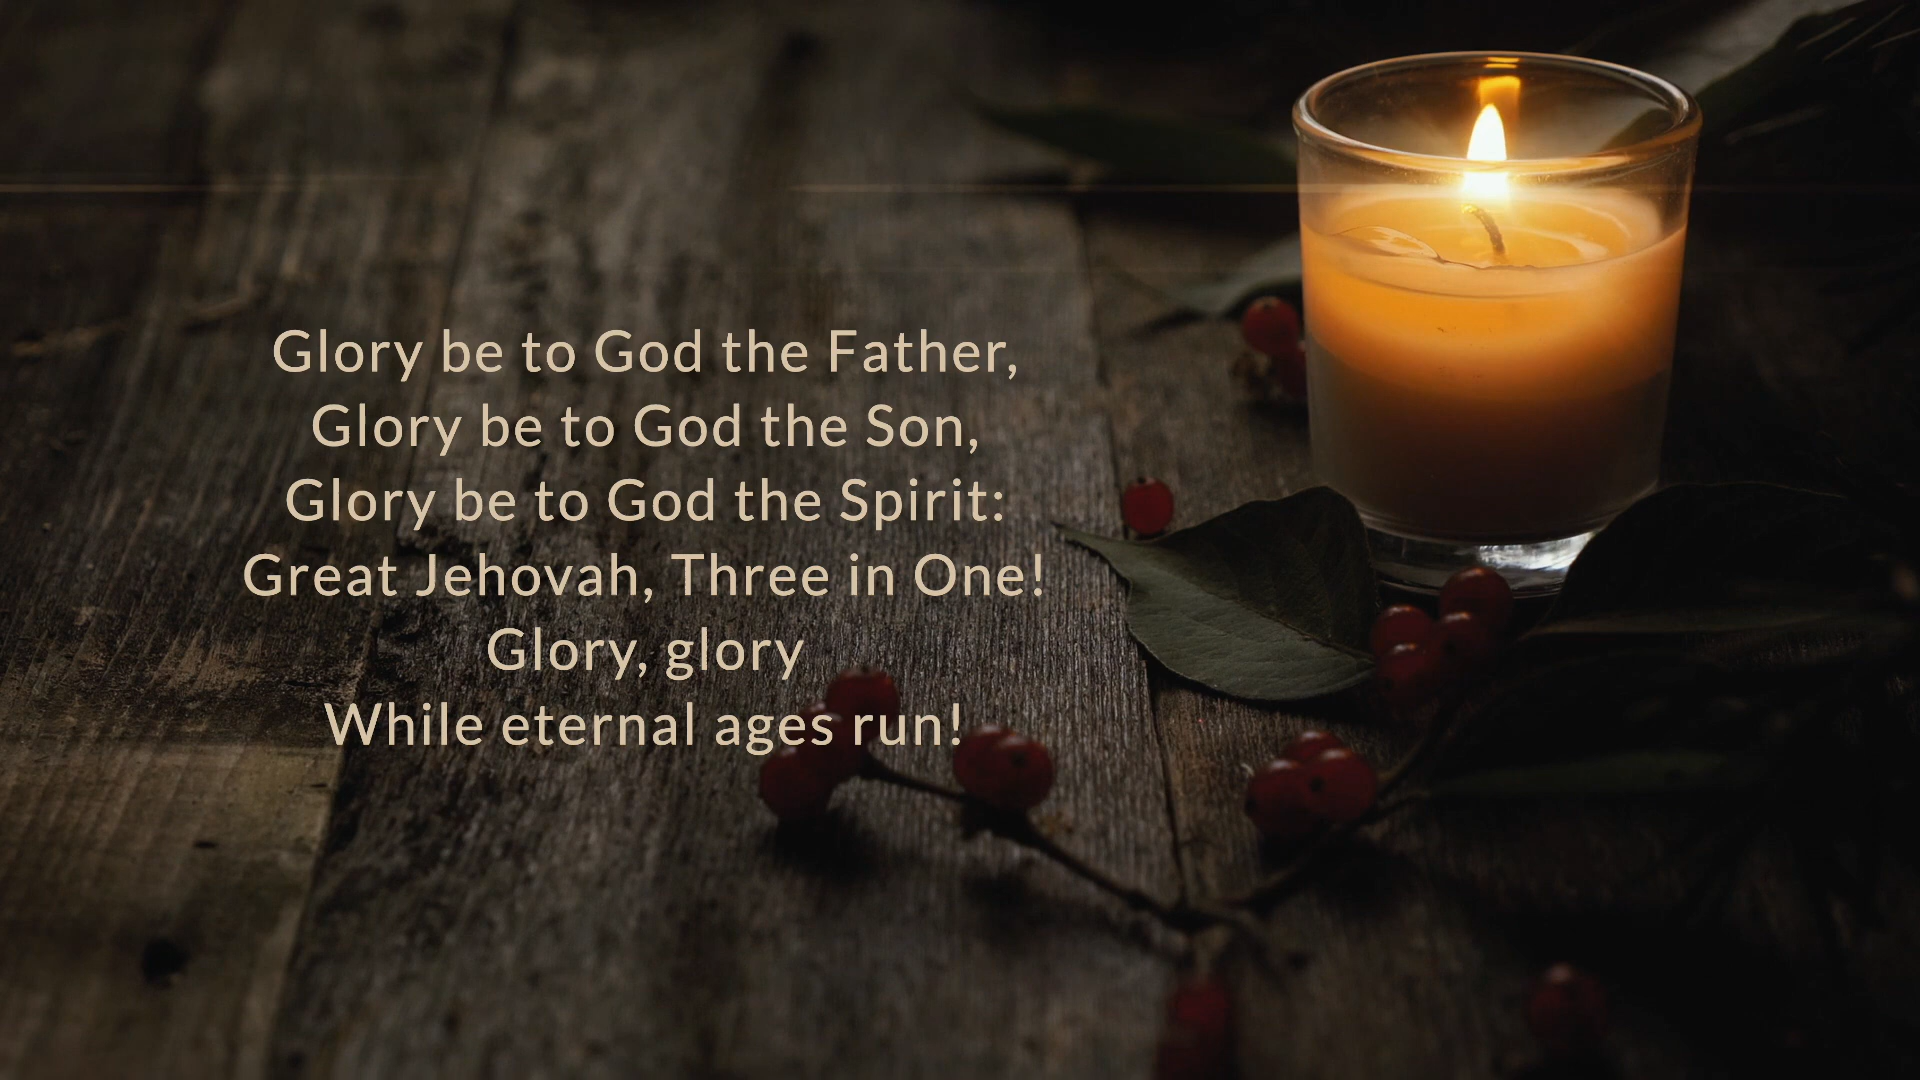 Glory be to God the Father,
Glory be to God the Son,
Glory be to God the Spirit:
Great Jehovah, Three in One!
Glory, glory
While eternal ages run!